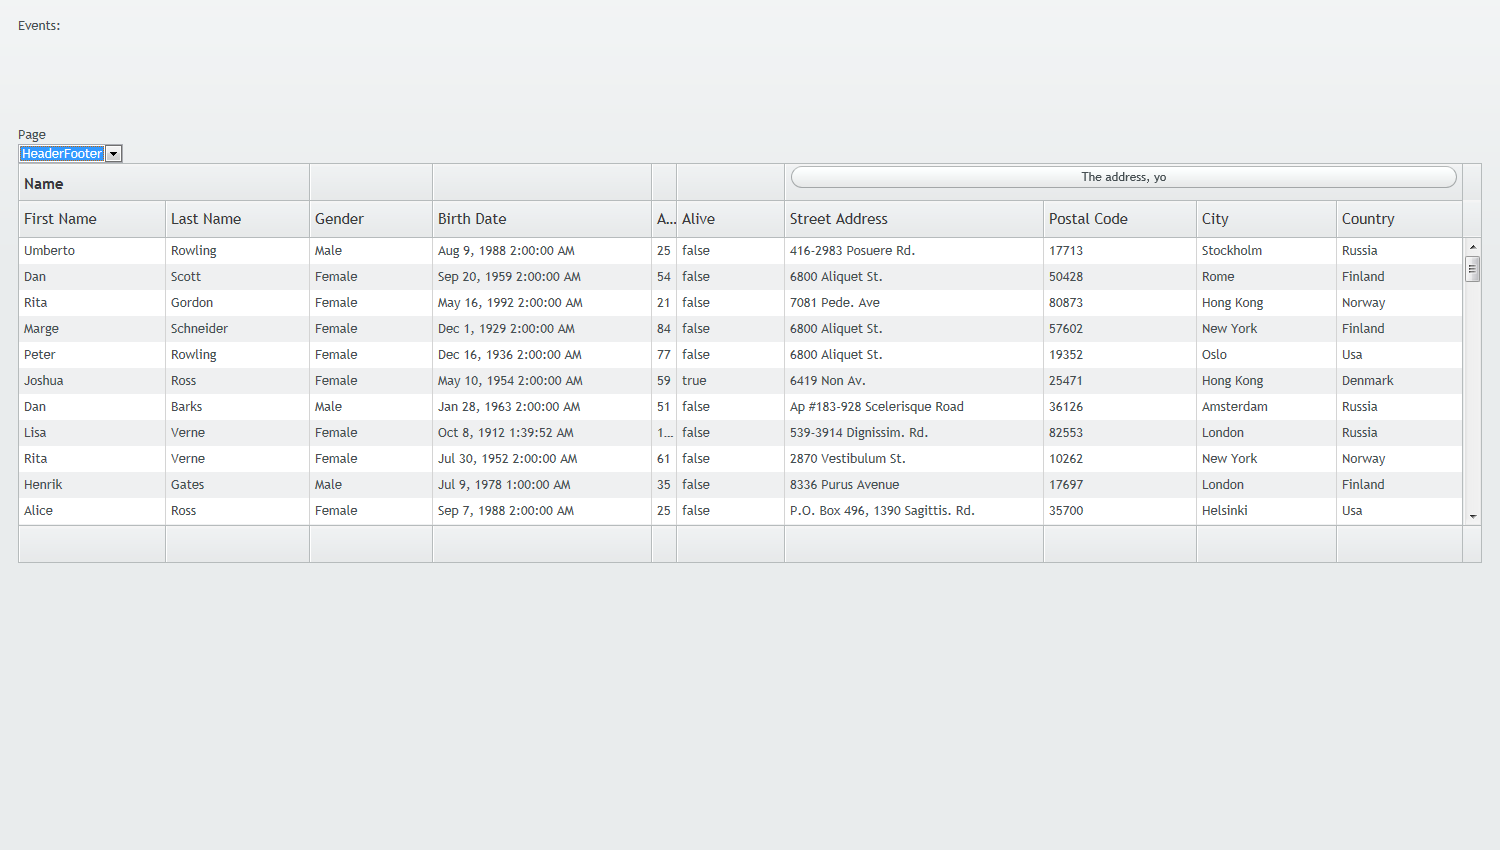 Events:
Page
HeaderFooter
Name The address, yo
First Name Last Name Gender Birth Date A... Alive Street Address Postal Code City Country
Umberto Rowling Male Aug 9, 1988 2:00:00 AM 25 false 416-2983 Posuere Rd. 17713 Stockholm Russia
Dan Scott Female Sep 20, 1959 2:00:00 AM 54 false 6800 Aliquet St. 50428 Rome Finland
Rita Gordon Female May 16, 1992 2:00:00 AM 21 false 7081 Pede. Ave 80873 Hong Kong Norway
Marge Schneider Female Dec 1, 1929 2:00:00 AM 84 false 6800 Aliquet St. 57602 New York Finland
Peter Rowling Female Dec 16, 1936 2:00:00 AM 77 false 6800 Aliquet St. 19352 Oslo Usa
Joshua Ross Female May 10, 1954 2:00:00 AM 59 true 6419 Non Av. 25471 Hong Kong Denmark
Dan Barks Male Jan 28, 1963 2:00:00 AM 51 false Ap #183-928 Scelerisque Road 36126 Amsterdam Russia
Lisa Verne Female Oct 8, 1912 1:39:52 AM 1... false 539-3914 Dignissim. Rd. 82553 London Russia
Rita Verne Female Jul 30, 1952 2:00:00 AM 61 false 2870 Vestibulum St. 10262 New York Norway
Henrik Gates Male Jul 9, 1978 1:00:00 AM 35 false 8336 Purus Avenue 17697 London Finland
Alice Ross Female Sep 7, 1988 2:00:00 AM 25 false P.O. Box 496, 1390 Sagittis. Rd. 35700 Helsinki Usa